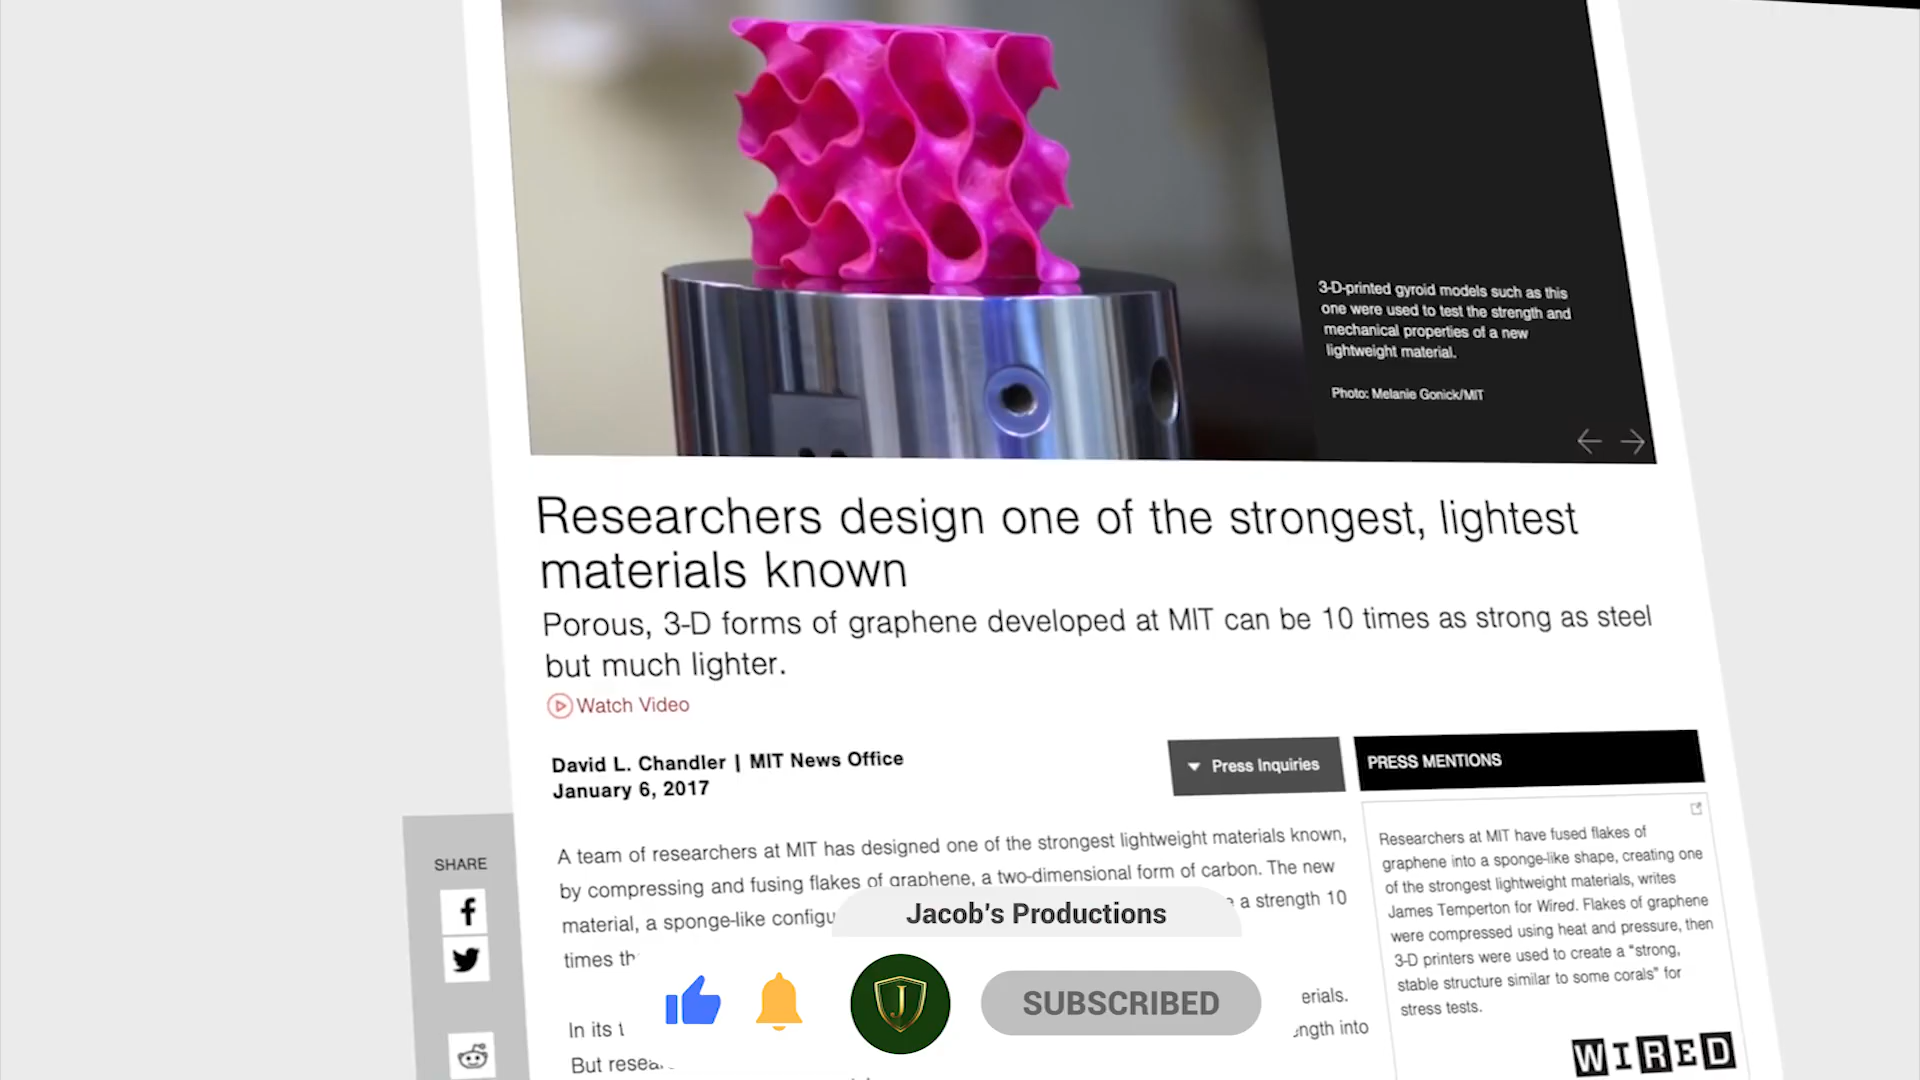 3-D-printed gyroid models such as this
one were used to test the strength and
mechanical properties of a new
lightweight material.
Photo: Melanie Gonick/MIT
Researchers design one of the strongest, lightest
materials known
Porous, 3-D forms of graphene developed at MIT can be 10 times as strong as steel
but much lighter.
Watch Video
David L. Chandler | MIT News Office
January 6, 2017
Press Inquiries
SHARE
A team of researchers at MIT has designed one of the strongest lightweight materials known,
by compressing and fusing flakes of graphene, a two-dimensional form of carbon. The new
material, a sponge-like a strength 10
times
In its
erials.
But
ength into
PRESS MENTIONS
Researchers at MIT have fused flakes of
graphene into a sponge-like shape, creating one
of the strongest lightweight materials, writes
James Temperton for Wired. Flakes of graphene
were compressed using heat and pressure, then
3-D printers were used to create a "strong,
stable structure similar to some corals" for
stress tests.
WIRED
Jacob's Productions
J
SUBSCRIBED